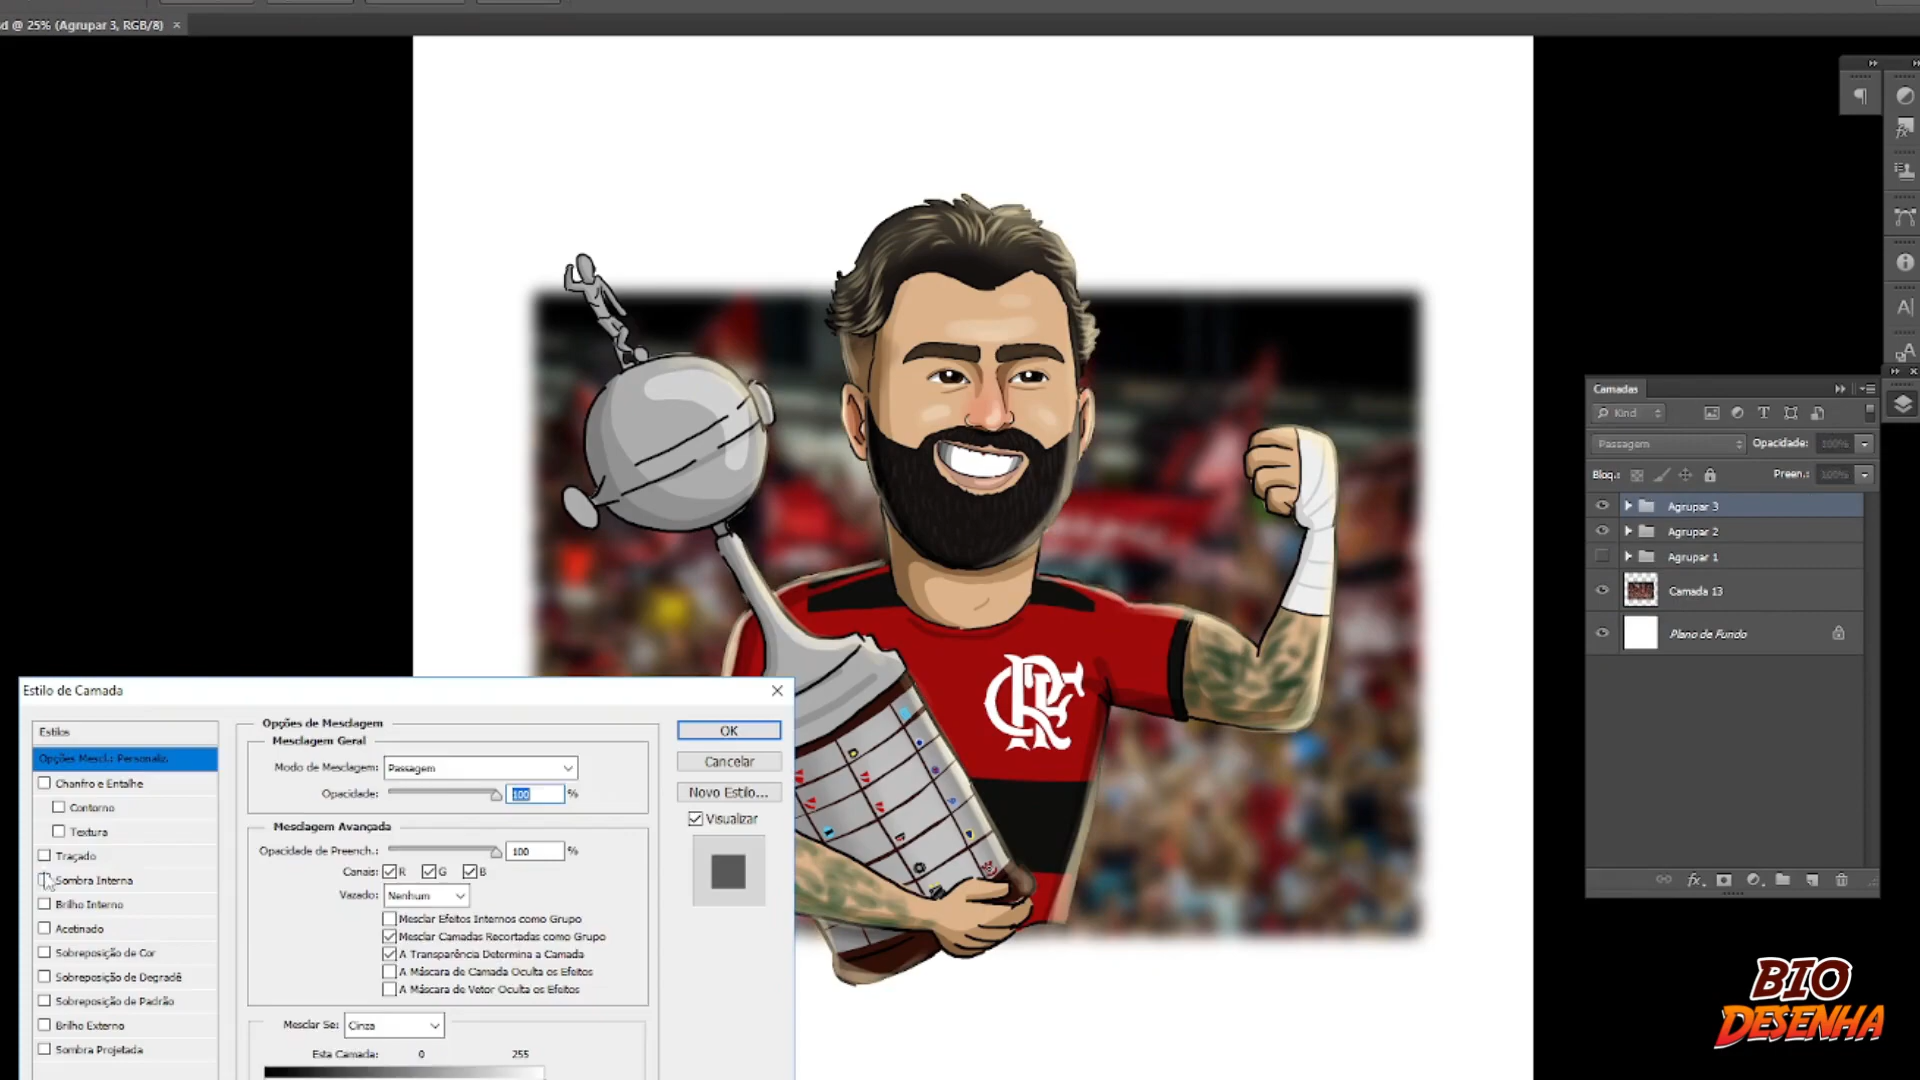 sd @ 25% (Agrupar 3, RGB/8) ×
CRF
Camadas
Kind
Passagem
Opacidade: 100%
Bloq.:
Preen.: 100%
Agrupar 3
Agrupar 2
Agrupar 1
Camada 13
Plano de Fundo
Estilo de Camada
Estilos
Opções Mescl.: Personaliz.
Chanfro e Entalhe
Contorno
Textura
Traçado
Sombra Interna
Brilho Interno
Acetinado
Sobreposição de Cor
Sobreposição de Degradê
Sobreposição de Padrão
Brilho Externo
Sombra Projetada
Opções de Mesclagem
Mesclagem Geral
Modo de Mesclagem: Passagem
Opacidade: 100 %
Mesclagem Avançada
Opacidade de Preench.: 100 %
Canais: R G B
Vazado: Nenhum
Mesclar Efeitos Internos como Grupo
Mesclar Camadas Recortadas como Grupo
A Transparência Determina a Camada
A Máscara de Camada Oculta os Efeitos
A Máscara de Vetor Oculta os Efeitos
Mesclar Se: Cinza
Esta Camada: 0 255
OK
Cancelar
Novo Estilo...
Visualizar
BIO
DESENHA